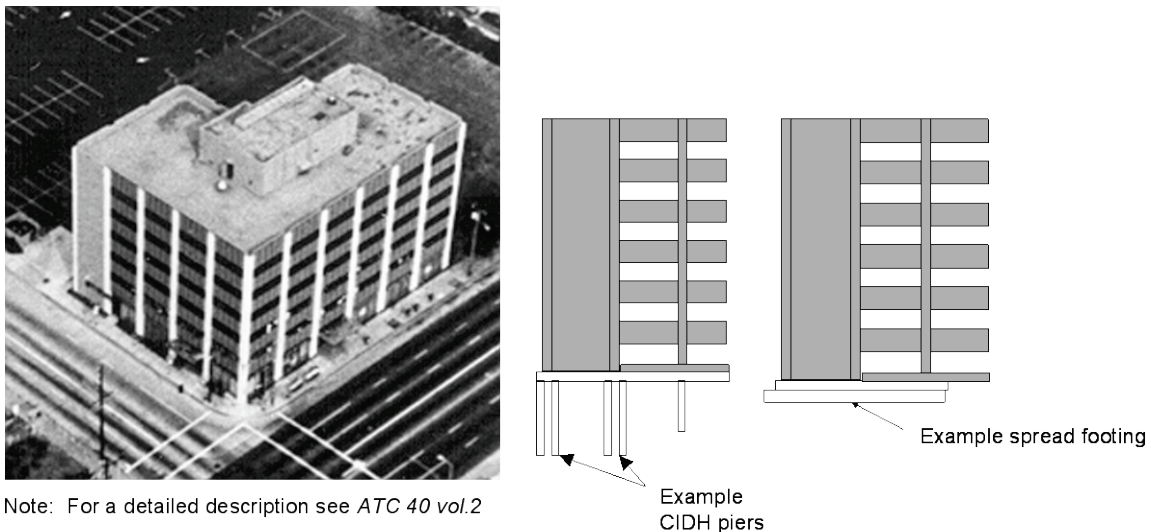 Note: For a detailed description see ATC 40 vol.2
Example spread footing
Example
CIDH piers